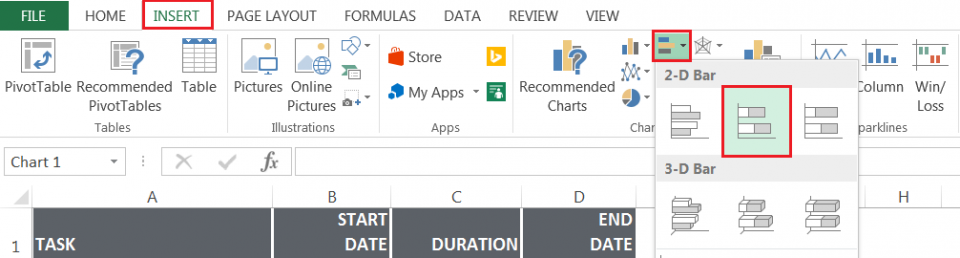 FILE HOME INSERT PAGE LAYOUT FORMULAS DATA REVIEW VIEW
PivotTable Recommended PivotTables Table
Pictures Online Pictures
Store
My Apps
Recommended Charts
Column Win/ Loss
Tables Illustrations Apps Char parklines
2-D Bar
3-D Bar
Chart 1 fx
A B C D H
1 TASK START DATE DURATION END DATE